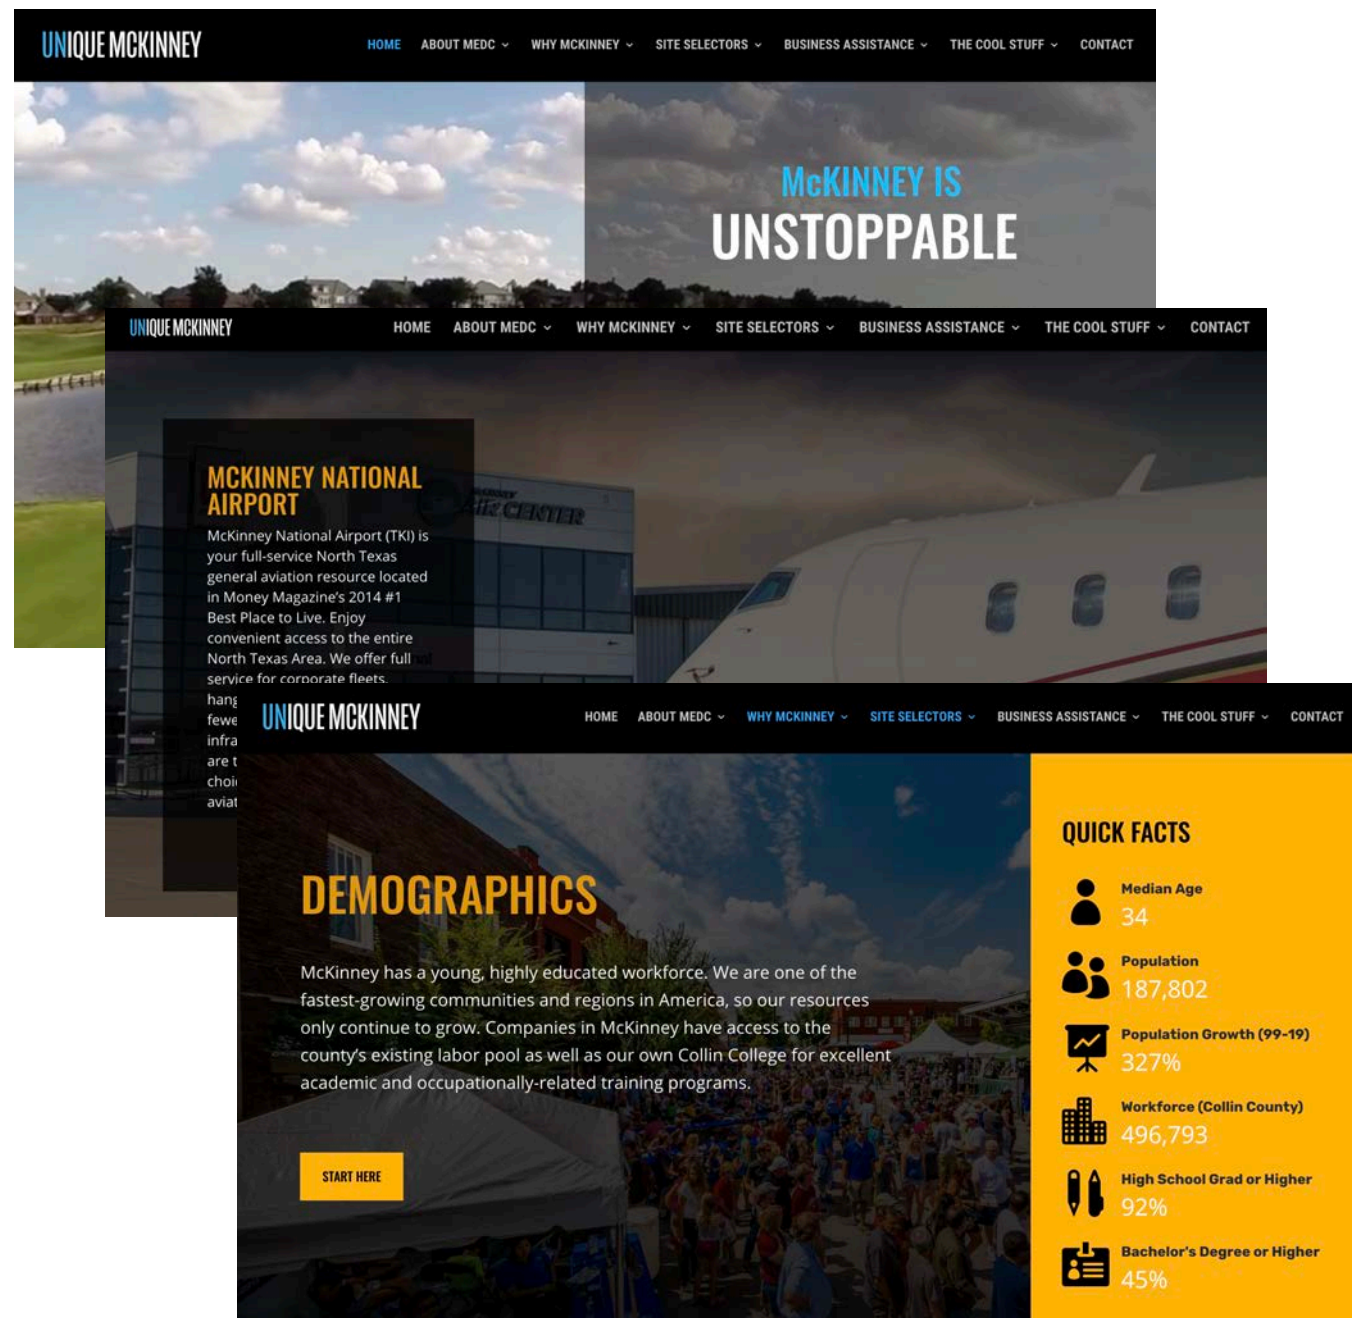 UNIQUE MCKINNEY
HOME ABOUT MEDC WHY MCKINNEY SITE SELECTORS BUSINESS ASSISTANCE THE COOL STUFF CONTACT
McKINNEY IS
UNSTOPPABLE
UNIQUE MCKINNEY
HOME ABOUT MEDC WHY MCKINNEY SITE SELECTORS BUSINESS ASSISTANCE THE COOL STUFF CONTACT
MCKINNEY NATIONAL
AIRPORT
McKinney National Airport (TKI) is
your full-service North Texas
general aviation resource located
in Money Magazine's 2014 #1
Best Place to Live. Enjoy
convenient access to the entire
North Texas Area. We offer full
service for corporate fleets,
AIR CENTER
UNIQUE MCKINNEY
HOME ABOUT MEDC WHY MCKINNEY SITE SELECTORS BUSINESS ASSISTANCE THE COOL STUFF CONTACT
DEMOGRAPHICS
McKinney has a young, highly educated workforce. We are one of the
fastest-growing communities and regions in America, so our resources
only continue to grow. Companies in McKinney have access to the
county's existing labor pool as well as our own Collin College for excellent
academic and occupationally-related training programs.
START HERE
QUICK FACTS
Median Age
34
Population
187,802
Population Growth (99-19)
327%
Workforce (Collin County)
496,793
High School Grad or Higher
92%
Bachelor's Degree or Higher
45%